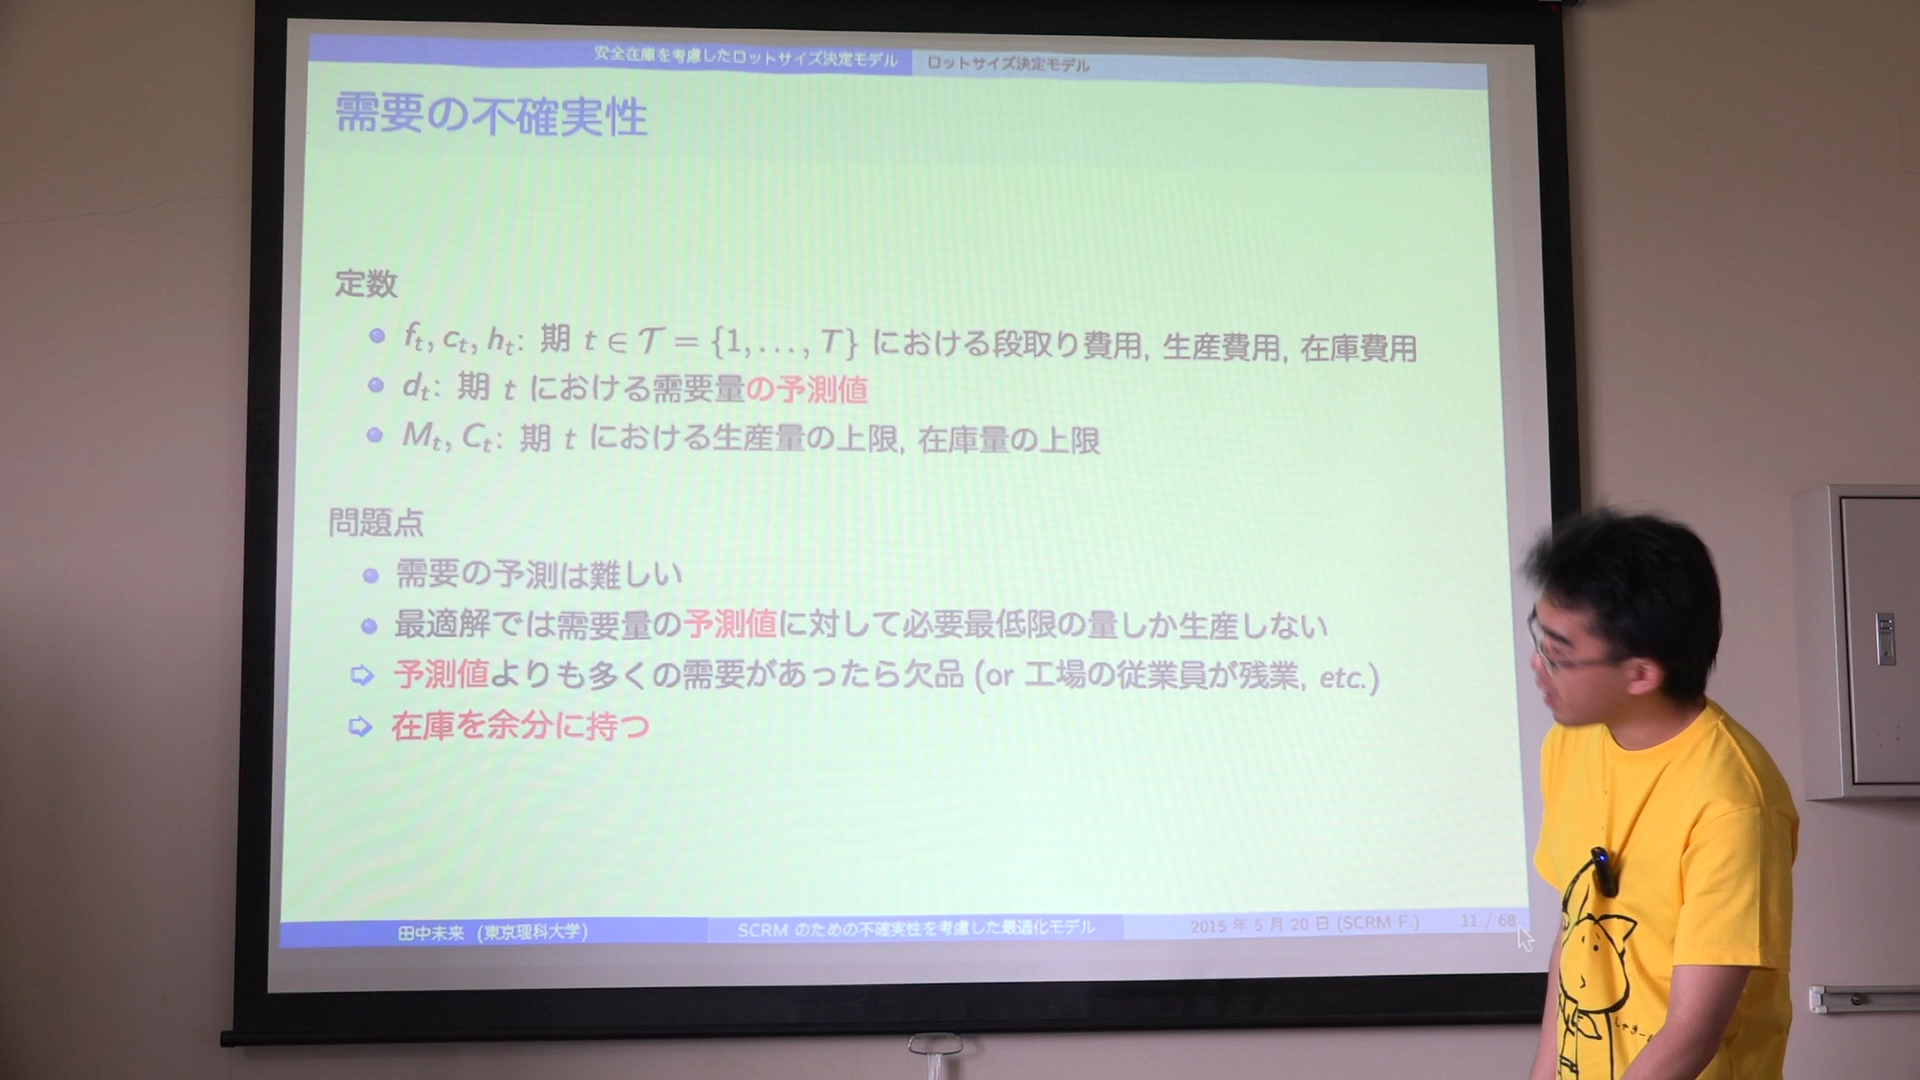 安全在庫を考慮したロットサイズ決定モデル ロットサイズ決定モデル
需要の不確実性
定数
f_t, c_t, h_t: 期 t ∈ 𝒯 = {1, . . . , T} における段取り費用, 生産費用, 在庫費用
d_t: 期 t における需要量の予測値
M_t, C_t: 期 t における生産量の上限, 在庫量の上限
問題点
需要の予測は難しい
最適解では需要量の予測値に対して必要最低限の量しか生産しない
⇨ 予測値よりも多くの需要があったら欠品 (or 工場の従業員が残業, etc.)
⇨ 在庫を余分に持つ
田中未来 (東京理科大学) SCRM のための不確実性を考慮した最適化モデル 2015 年 5 月 20 日 (SCRM F.) 11 / 68